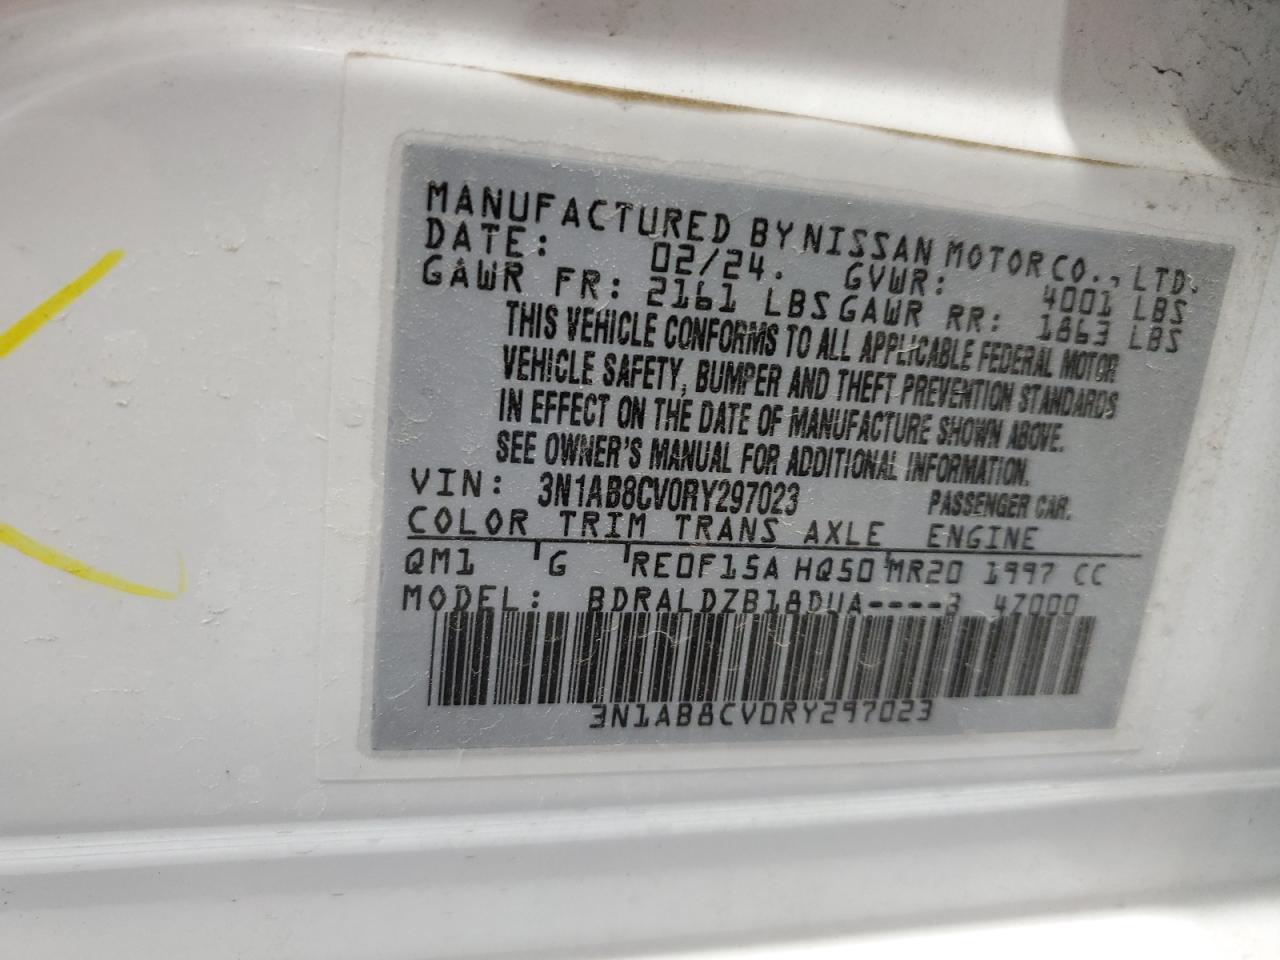 MANUFACTURED BY NISSAN MOTOR CO., LTD.
DATE: 02/24. GVWR: 4001 LBS
GAWR FR: 2161 LBS GAWR RR: 1863 LBS
THIS VEHICLE CONFORMS TO ALL APPLICABLE FEDERAL MOTOR
VEHICLE SAFETY, BUMPER AND THEFT PREVENTION STANDARDS
IN EFFECT ON THE DATE OF MANUFACTURE SHOWN ABOVE.
SEE OWNER'S MANUAL FOR ADDITIONAL INFORMATION.
VIN: 3N1AB8CV0RY297023 PASSENGER CAR.
COLOR TRIM TRANS AXLE ENGINE
QM1 G RE0F15A HQ50 MR20 1997 CC
MODEL: BDRALDZB18DUA----3 47000
3N1AB8CV0RY297023